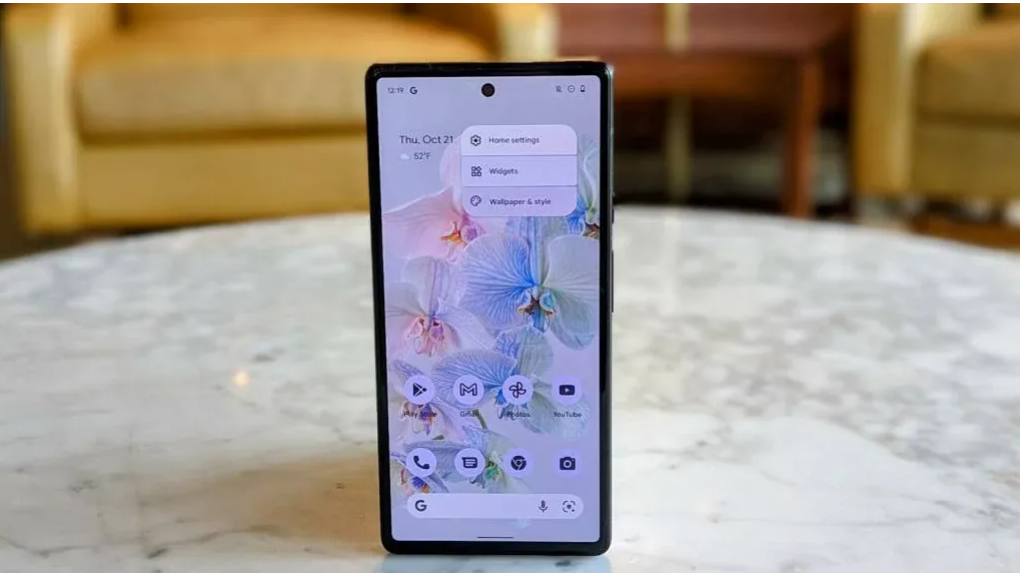 12:19 G
Thu, Oct 21
52°F
Home settings
Widgets
Wallpaper & style
Play Store
Gmail
Photos
YouTube
G